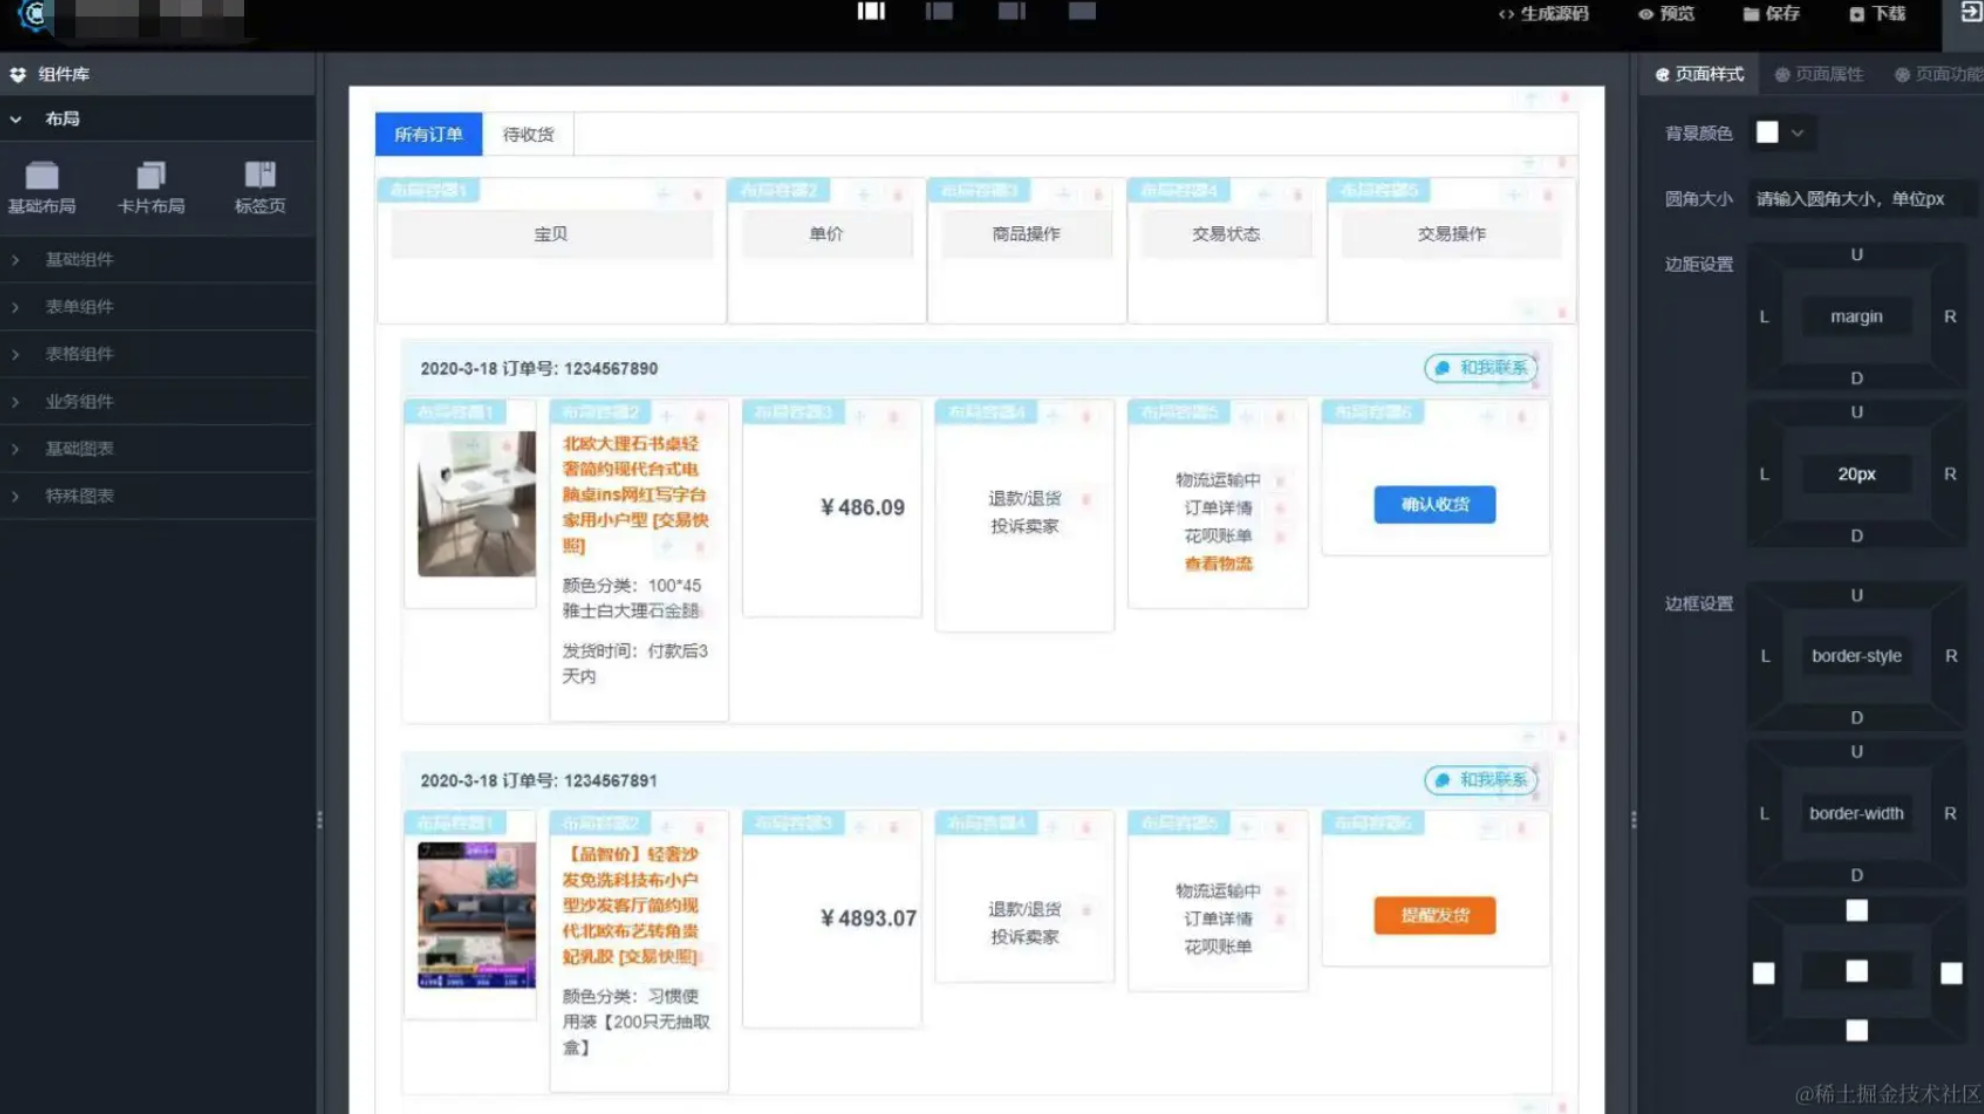 生成源码
预览
保存
下载
组件库
布局
基础布局
卡片布局
标签页
基础组件
表单组件
表格组件
业务组件
基础图表
特殊图表
所有订单
待收货
布局容器1
布局容器2
布局容器3
布局容器4
布局容器5
宝贝
单价
商品操作
交易状态
交易操作
2020-3-18 订单号: 1234567890
和我联系
布局容器1
布局容器2
布局容器3
布局容器4
布局容器5
布局容器6
北欧大理石书桌轻
奢简约现代台式电
脑桌ins网红写字台
家用小户型 [交易快
照]
颜色分类：100*45
雅士白大理石金腿
发货时间：付款后3
天内
￥486.09
退款/退货
投诉卖家
物流运输中
订单详情
花呗账单
查看物流
确认收货
2020-3-18 订单号: 1234567891
和我联系
布局容器1
布局容器2
布局容器3
布局容器4
布局容器5
布局容器6
【品智价】轻奢沙
发免洗科技布小户
型沙发客厅简约现
代北欧布艺转角贵
妃乳胶 [交易快照]
颜色分类：习惯使
用装【200只无抽取
盒】
￥4893.07
退款/退货
投诉卖家
物流运输中
订单详情
花呗账单
提醒发货
页面样式
页面属性
页面功能
背景颜色
圆角大小
请输入圆角大小，单位px
边距设置
U
L
margin
R
D
U
L
20px
R
D
边框设置
U
L
border-style
R
D
U
L
border-width
R
D
@稀土掘金技术社区